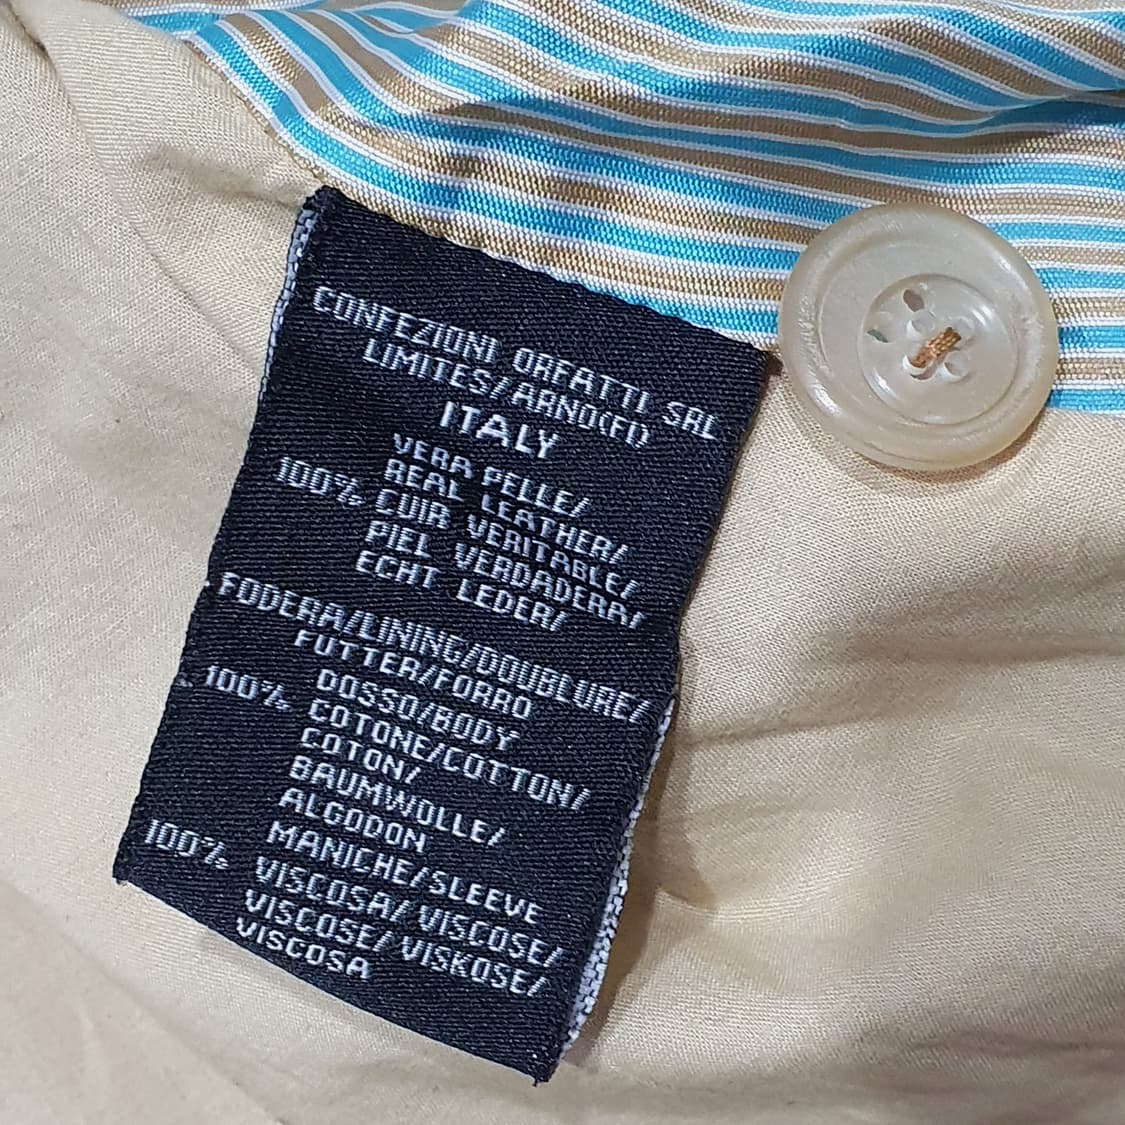 CONFEZIONI ORFATTI SRL
LIMITES/ARNO(FI)
ITALY
VERA PELLE/
REAL LEATHER/
100% CUIR VERITABLE/
PIEL VERDADERA/
ECHT LEDER/
FODERA/LINING/DOUBLURE/
FUTTER/FORRO
100% DOSSO/BODY
COTONE/COTTON/
COTON/
BAUMWOLLE/
ALGODON
MANICHE/SLEEVE
100% VISCOSA/VISCOSE/
VISCOSE/VISKOSE/
VISCOSA